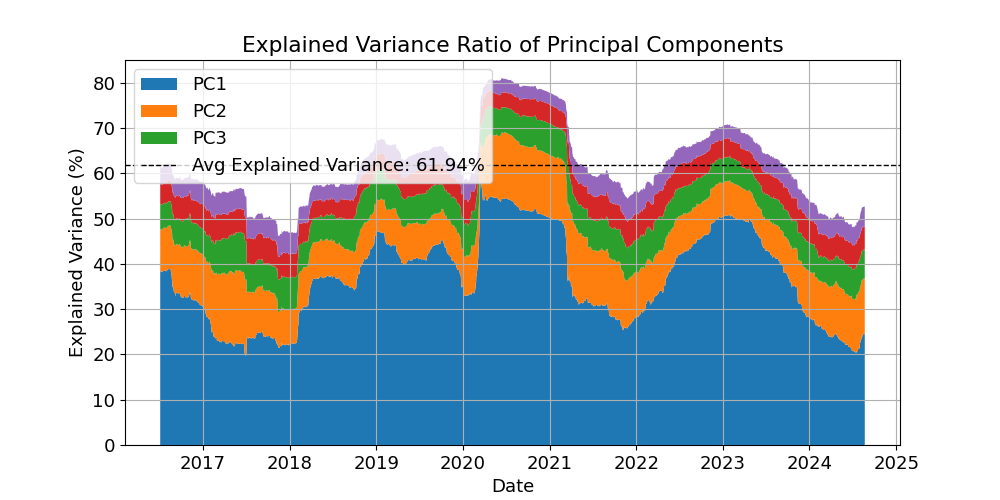 Explained Variance Ratio of Principal Components
Explained Variance (%)
80
70
60
50
40
30
20
10
0
PC1
PC2
PC3
Avg Explained Variance: 61.94%
2017 2018 2019 2020 2021 2022 2023 2024 2025
Date